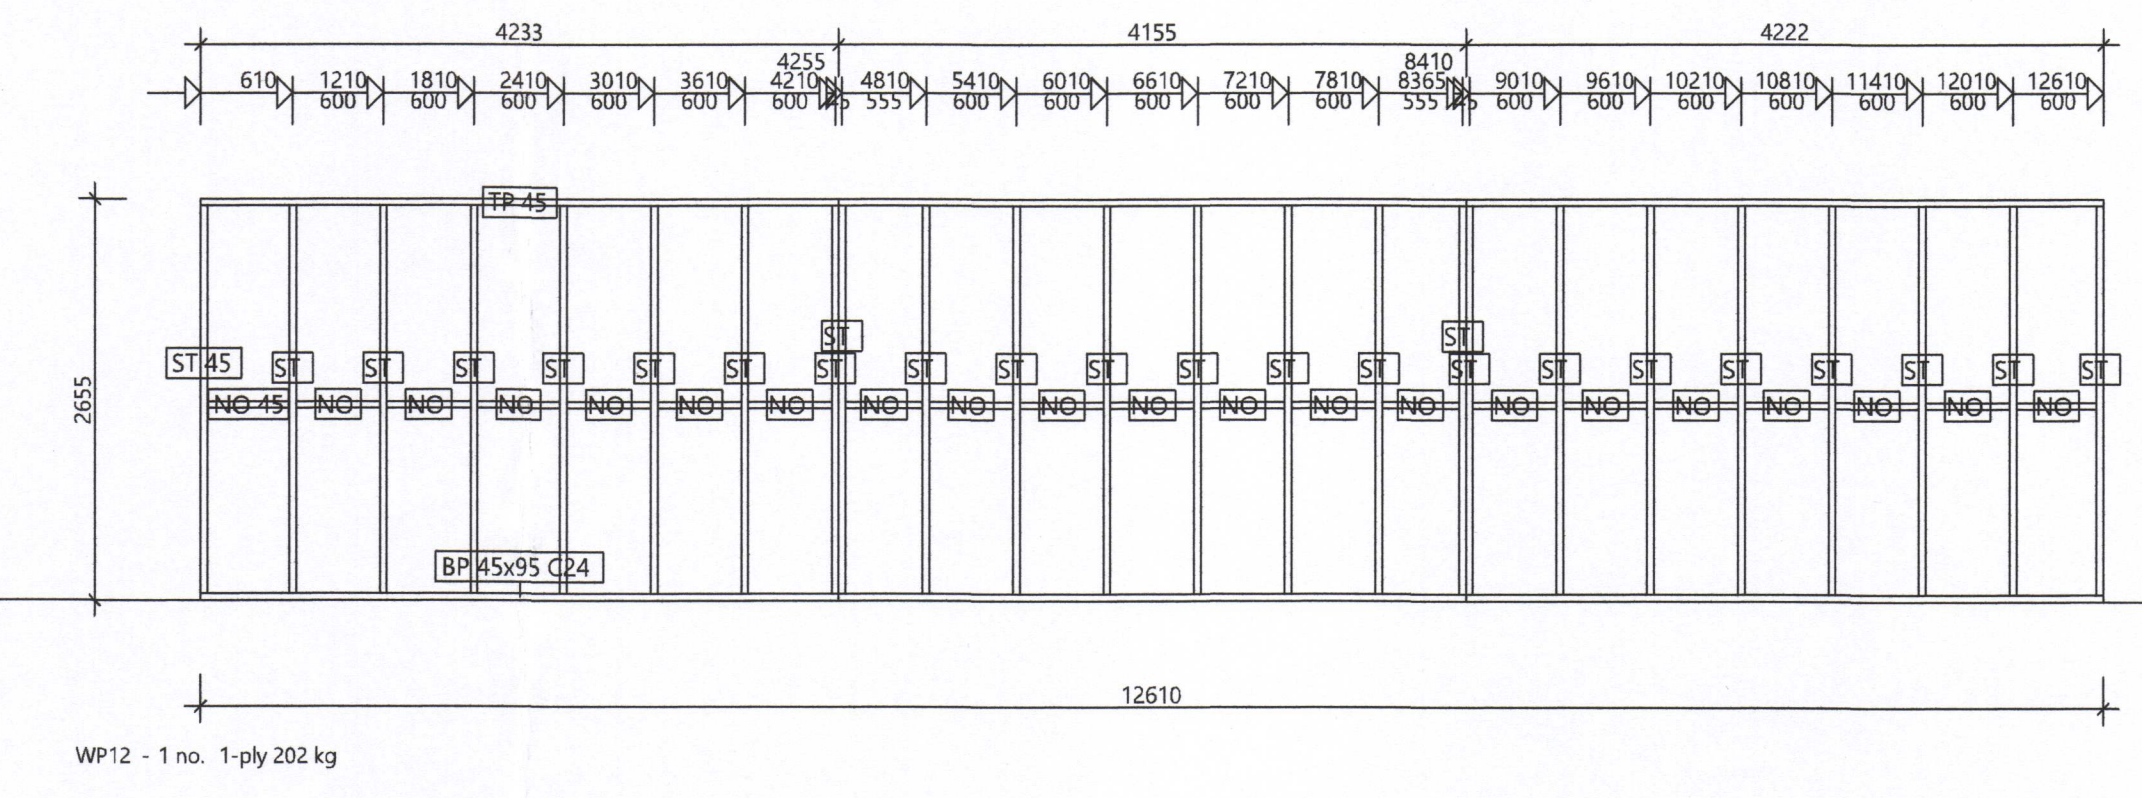 4233 4155 4222
4255 8410
610 1210 1810 2410 3010 3610 4210 4810 5410 6010 6610 7210 7810 8365 9010 9610 10210 10810 11410 12010 12610
600 600 600 600 600 600 555 600 600 600 600 600 555 600 600 600 600 600 600 600
TP 45
ST ST
ST 45 ST ST ST ST ST ST ST ST ST ST ST ST ST ST ST ST ST ST ST ST ST
NO 45 NO NO NO NO NO NO NO NO NO NO NO NO NO NO NO NO NO NO NO NO
2655
BP 45x95 C24
12610
WP12 - 1 no. 1-ply 202 kg